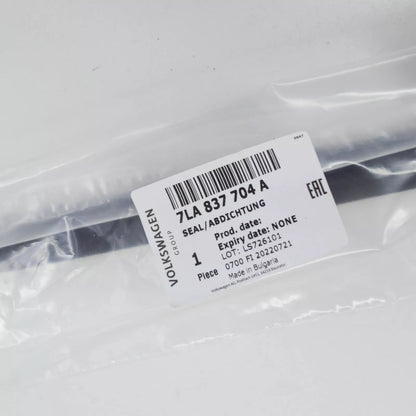 VOLKSWAGEN
GROUP
7LA 837 704 A
SEAL/ABDICHTUNG
1
Piece
Prod. date:
Expiry date: NONE
LOT: LS726101
0700 FI 20220721
Made in Bulgaria
EAC